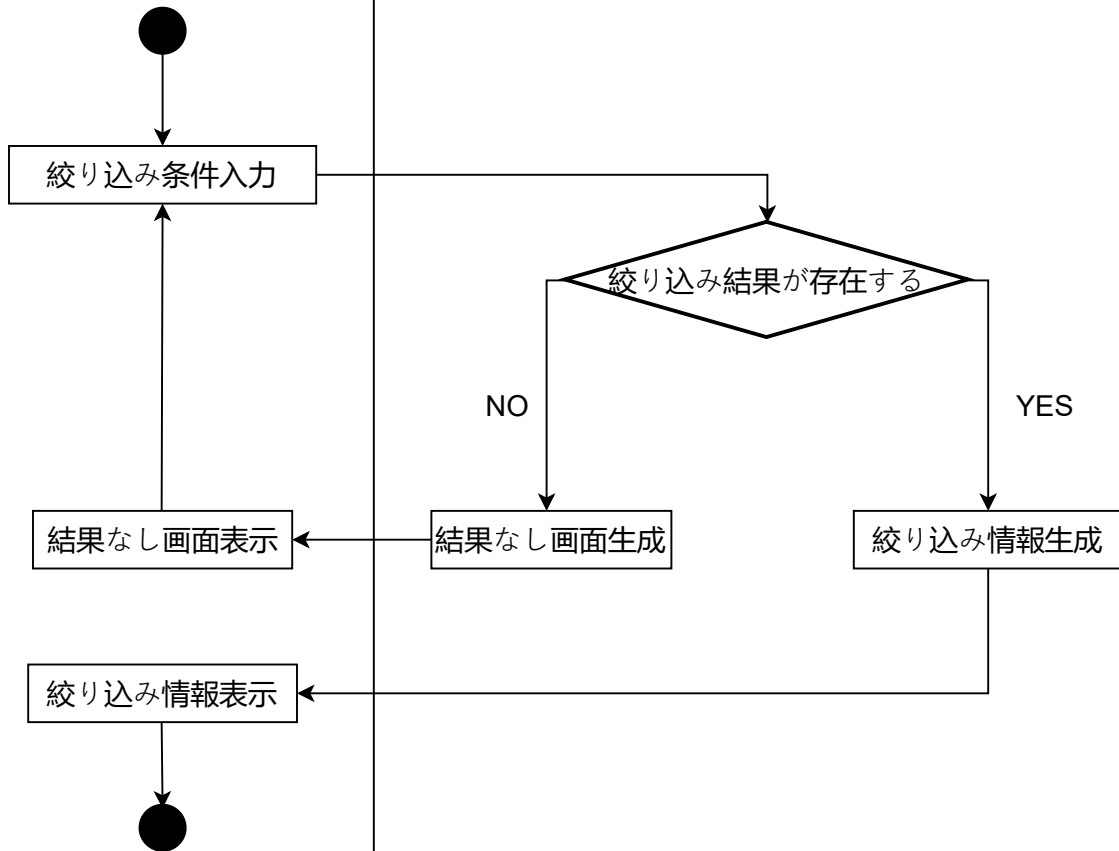 絞り込み条件入力
絞り込み結果が存在する
NO
YES
結果なし画面表示
結果なし画面生成
絞り込み情報生成
絞り込み情報表示